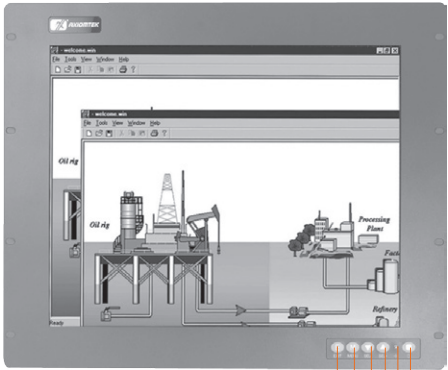 AXIOMTEK
- welcome.win
File Tools View Window Help
- welcome.win
File Tools View Window Help
Oil rig
Oil rig
Processing
Plant
Fact
Refinery
Ready